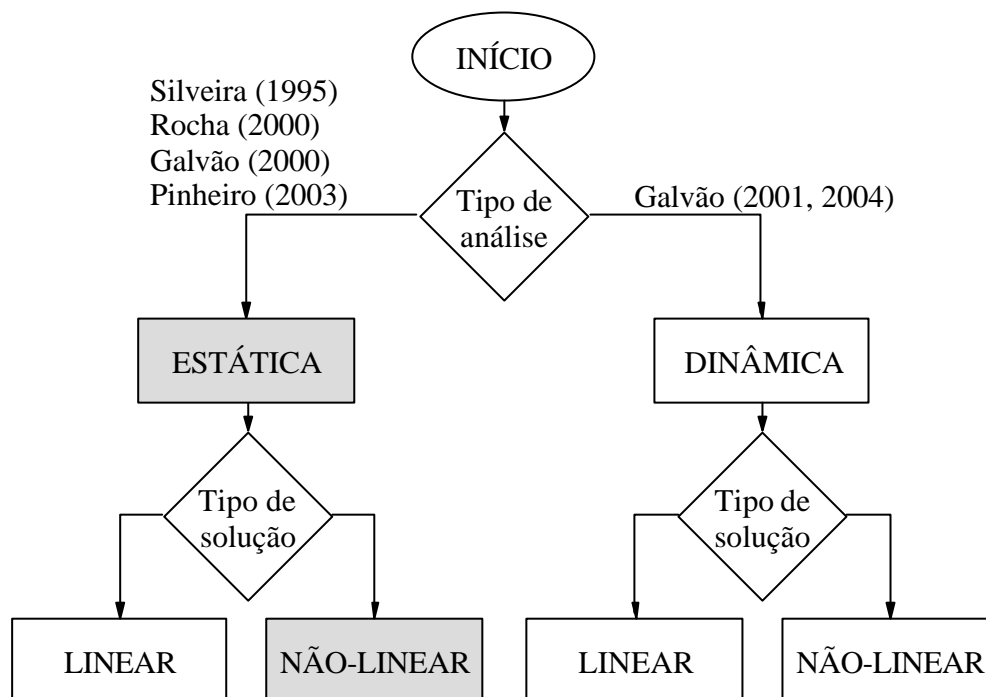 INÍCIO
Silveira (1995)
Rocha (2000)
Galvão (2000)
Pinheiro (2003)
Tipo de
análise
Galvão (2001, 2004)
ESTÁTICA
DINÂMICA
Tipo de
solução
Tipo de
solução
LINEAR
NÃO-LINEAR
LINEAR
NÃO-LINEAR